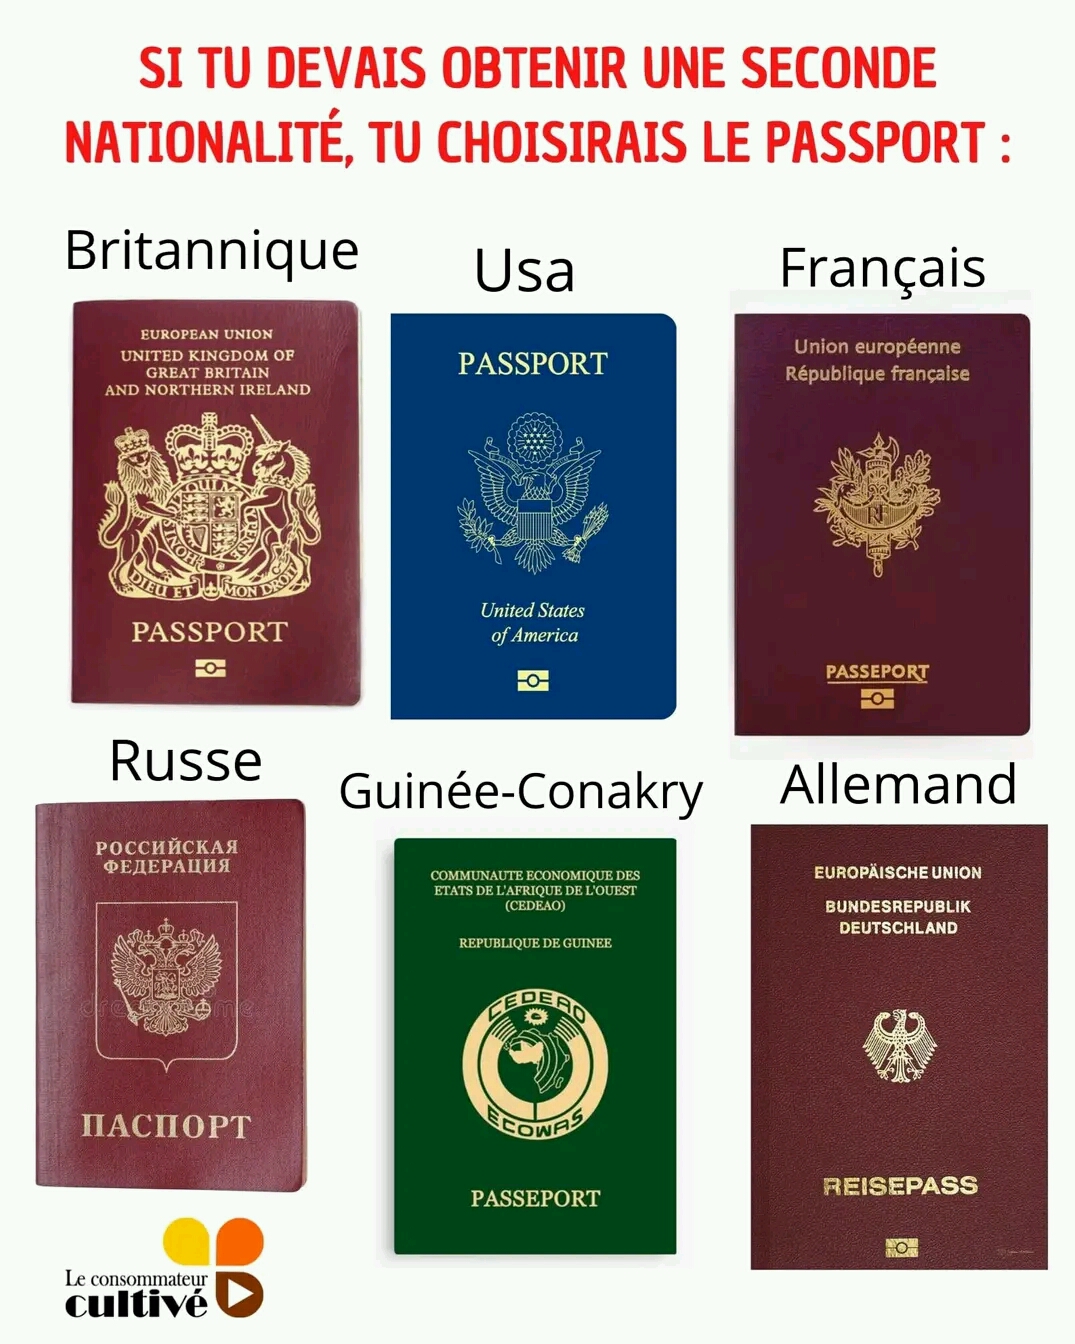 SI TU DEVAIS OBTENIR UNE SECONDE
NATIONALITÉ, TU CHOISIRAIS LE PASSPORT :
Britannique
Usa
Français
EUROPEAN UNION
UNITED KINGDOM OF
GREAT BRITAIN
AND NORTHERN IRELAND
DIEU ET MON DROIT
PASSPORT
PASSPORT
United States
of America
Union européenne
République française
RF
PASSEPORT
Russe
Guinée-Conakry
Allemand
РОССИЙСКАЯ
ФЕДЕРАЦИЯ
ПАСПОРТ
COMMUNAUTE ECONOMIQUE DES
ETATS DE L'AFRIQUE DE L'OUEST
(CEDEAO)
REPUBLIQUE DE GUINEE
CEDEAO
ECOWAS
PASSEPORT
EUROPÄISCHE UNION
BUNDESREPUBLIK
DEUTSCHLAND
REISEPASS
Le consommateur
cultivé